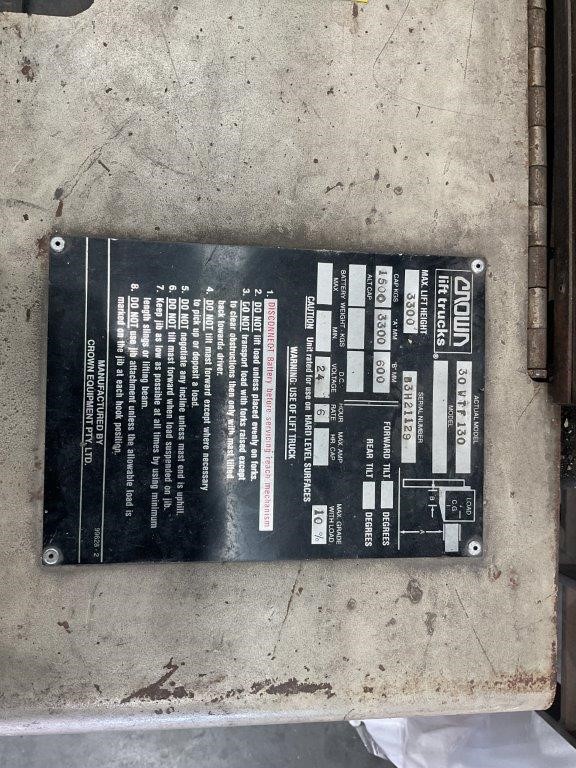 CROWN
lift trucks®
ACTUAL MODEL
30WTF130
MODEL
MAX. LIFT HEIGHT
3300
SERIAL NUMBER
B3H21129
LOAD
C.G.
A
B
CAP. KGS "A" MM "B" MM
1500 3300 600
ALT CAP.
FORWARD TILT DEGREES
REAR TILT DEGREES
BATTERY WEIGHT - KGS
MAX. MIN.
D.C. VOLTAGE
24
HOUR RATE
6
MAX AMP HR CAP
MAX. GRADE WITH LOAD
10 %
CAUTION Unit rated for use on HARD LEVEL SURFACES
WARNING: USE OF LIFT TRUCK
1. DISCONNECT Battery before servicing reach mechanism
2. DO NOT lift load unless placed evenly on forks.
3. DO NOT transport load with forks raised except
to clear obstructions then only with mast tilted
back towards driver.
4. DO NOT tilt mast forward except where necessary
to pick up or deposit a load.
5. DO NOT negotiate any incline unless mast end is uphill.
6. DO NOT tilt mast forward when load suspended on jib.
7. Keep jib as low as possible at all times by using minimum
length slings or lifting beam.
8. DO NOT use jib attachment unless the allowable load is
marked on the jib at each hook position.
MANUFACTURED BY
CROWN EQUIPMENT PTY. LTD.
99628 - 2